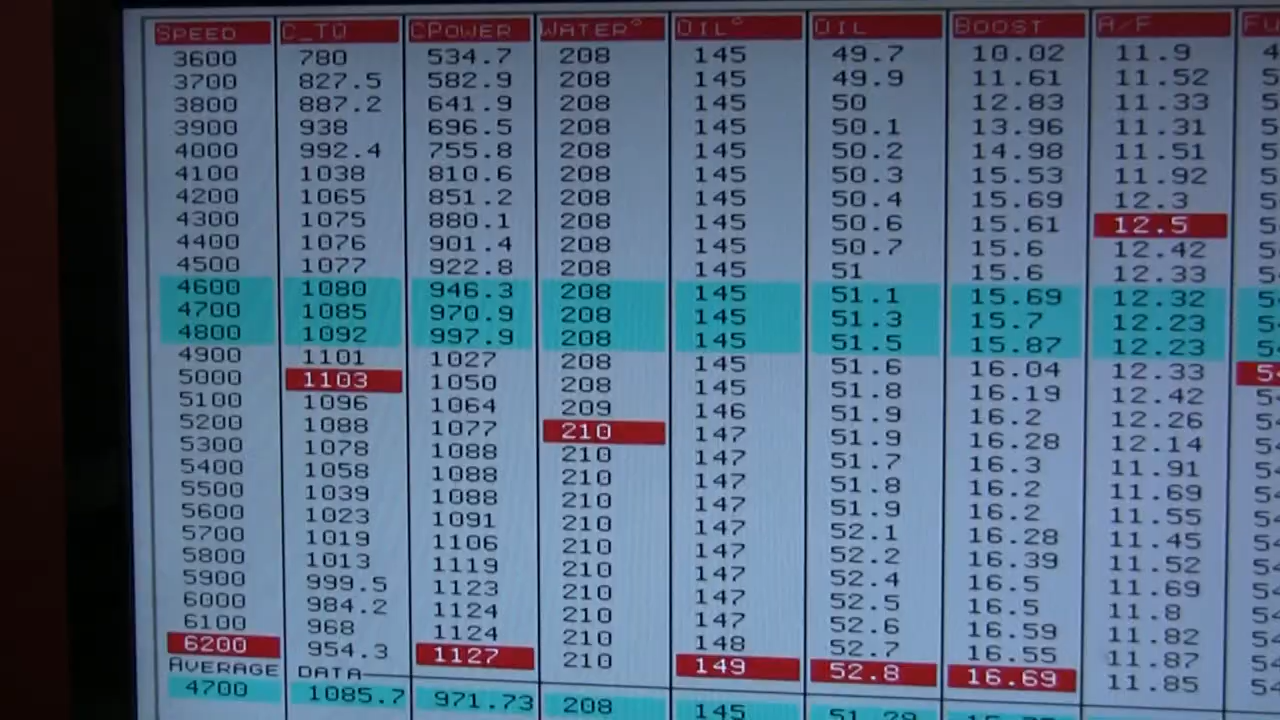 SPEED C_TQ CPOWER WATER° OIL° OIL BOOST A/F
3600 780 534.7 208 145 49.7 10.02 11.9
3700 827.5 582.9 208 145 49.9 11.61 11.52
3800 887.2 641.9 208 145 50 12.83 11.33
3900 938 696.5 208 145 50.1 13.96 11.31
4000 992.4 755.8 208 145 50.2 14.98 11.51
4100 1038 810.6 208 145 50.3 15.53 11.92
4200 1065 851.2 208 145 50.4 15.69 12.3
4300 1075 880.1 208 145 50.6 15.61 12.5
4400 1076 901.4 208 145 50.7 15.6 12.42
4500 1077 922.8 208 145 51 15.6 12.33
4600 1080 946.3 208 145 51.1 15.69 12.32
4700 1085 970.9 208 145 51.3 15.7 12.23
4800 1092 997.9 208 145 51.5 15.87 12.23
4900 1101 1027 208 145 51.6 16.04 12.33
5000 1103 1050 208 145 51.8 16.19 12.42
5100 1096 1064 209 146 51.9 16.2 12.26
5200 1088 1077 210 147 51.9 16.28 12.14
5300 1078 1088 210 147 51.7 16.3 11.91
5400 1058 1088 210 147 51.8 16.2 11.69
5500 1039 1088 210 147 51.9 16.2 11.55
5600 1023 1091 210 147 52.1 16.28 11.45
5700 1019 1106 210 147 52.2 16.39 11.52
5800 1013 1119 210 147 52.4 16.5 11.69
5900 999.5 1123 210 147 52.5 16.5 11.8
6000 984.2 1124 210 147 52.6 16.59 11.82
6100 968 1124 210 148 52.7 16.55 11.87
6200 954.3 1127 210 149 52.8 16.69 11.85
AVERAGE DATA
4700 1085.7 971.73 208 145